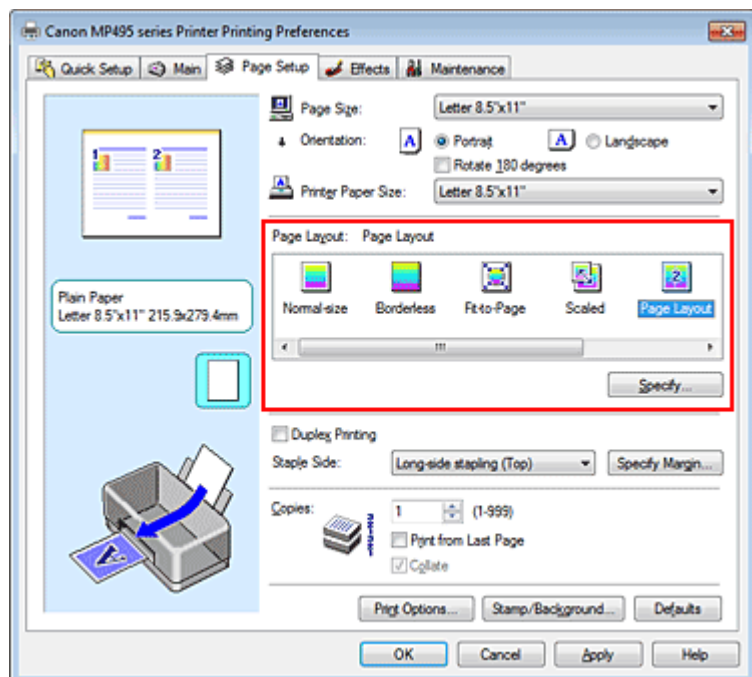 Canon MP495 series Printer Printing Preferences
Quick Setup Main Page Setup Effects Maintenance
Page Size: Letter 8.5"x11"
Orientation: A Portrait A Landscape
Rotate 180 degrees
Printer Paper Size: Letter 8.5"x11"
1 2
Page Layout: Page Layout
2
Normal-size Borderless Fit-to-Page Scaled Page Layout
Plain Paper
Letter 8.5"x11" 215.9x279.4mm
Specify...
Duplex Printing
Staple Side: Long-side stapling (Top) Specify Margin...
Copies: 1 (1-999)
Print from Last Page
Collate
Print Options... Stamp/Background... Defaults
OK Cancel Apply Help